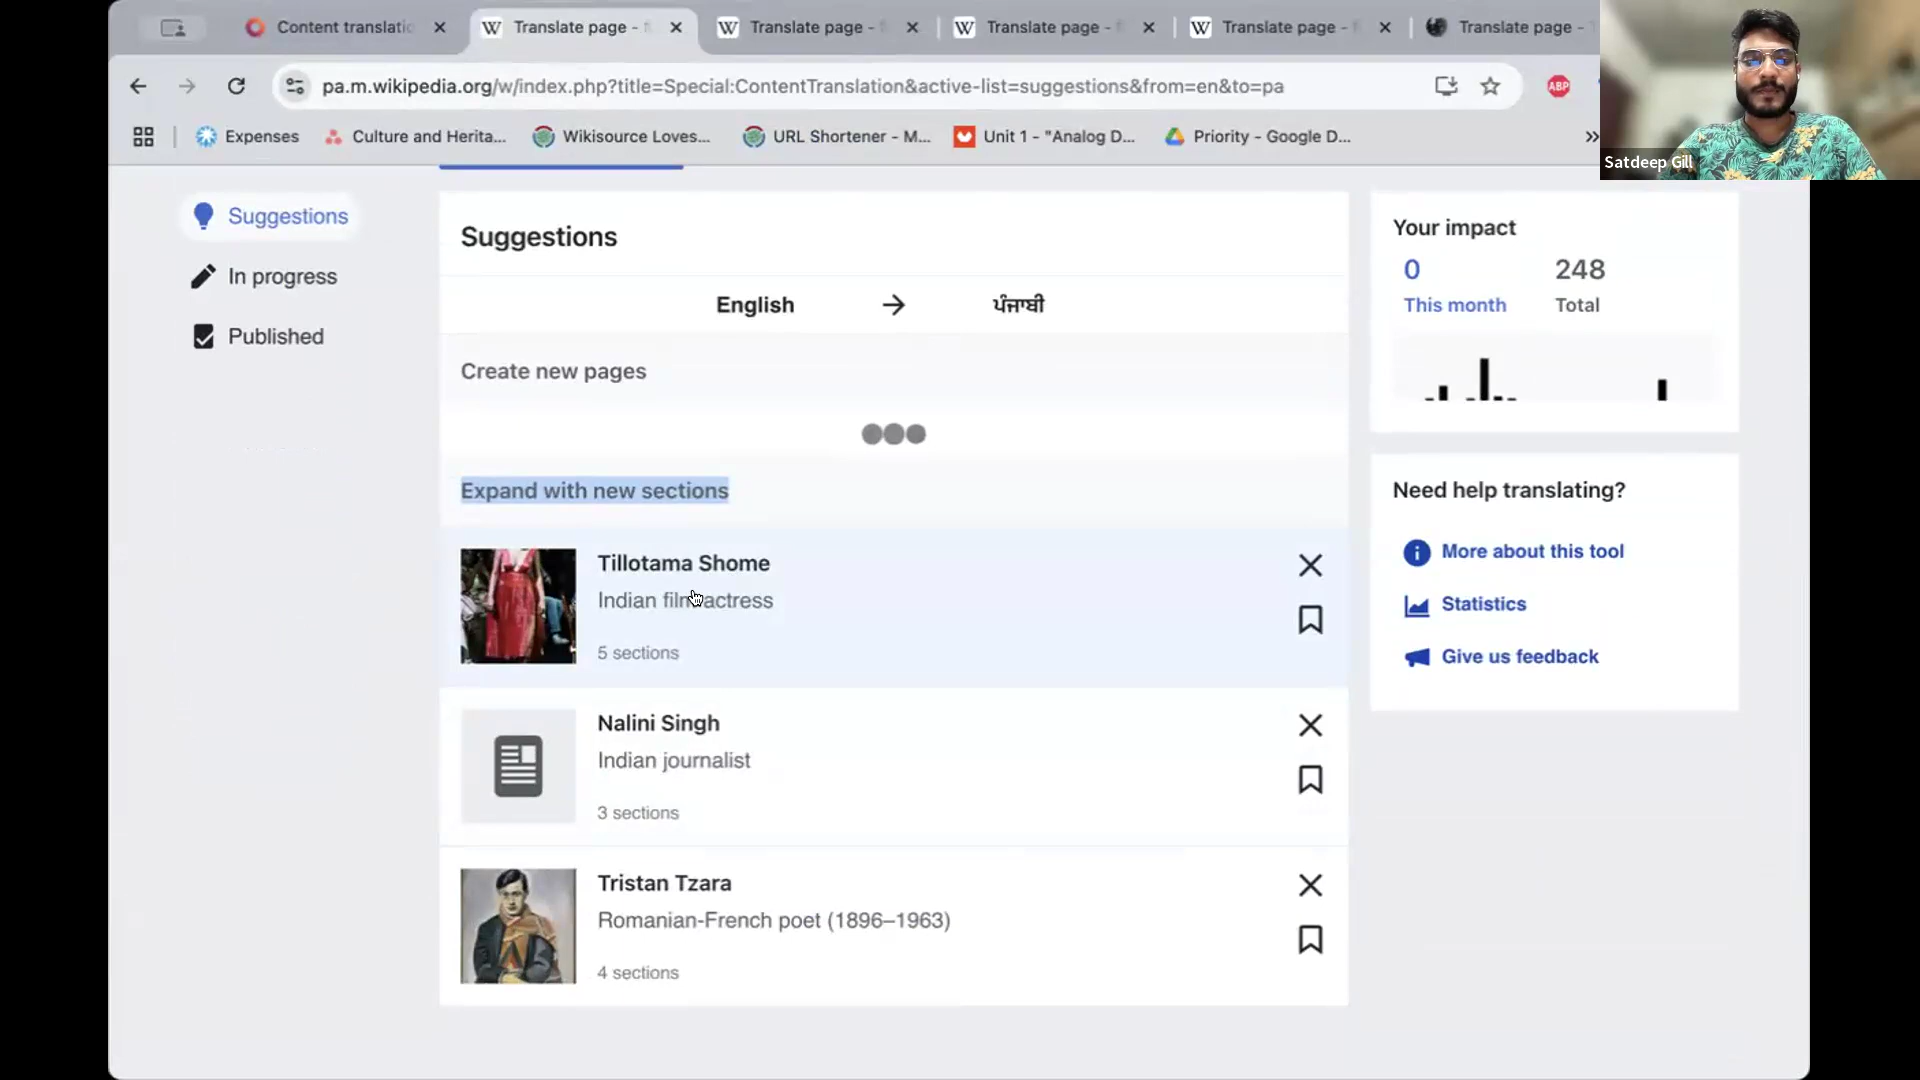 Content translatio
Translate page - f
Translate page - f
Translate page - f
Translate page - f
Translate page -
pa.m.wikipedia.org/w/index.php?title=Special:ContentTranslation&active-list=suggestions&from=en&to=pa
ABP
Expenses
Culture and Herita...
Wikisource Loves...
URL Shortener - M...
Unit 1 - "Analog D...
Priority - Google D...
»
Satdeep Gill
Suggestions
In progress
Published
Suggestions
English → ਪੰਜਾਬੀ
Create new pages
Expand with new sections
Tillotama Shome
Indian film actress
5 sections
Nalini Singh
Indian journalist
3 sections
Tristan Tzara
Romanian-French poet (1896–1963)
4 sections
Your impact
0 248
This month Total
Need help translating?
More about this tool
Statistics
Give us feedback